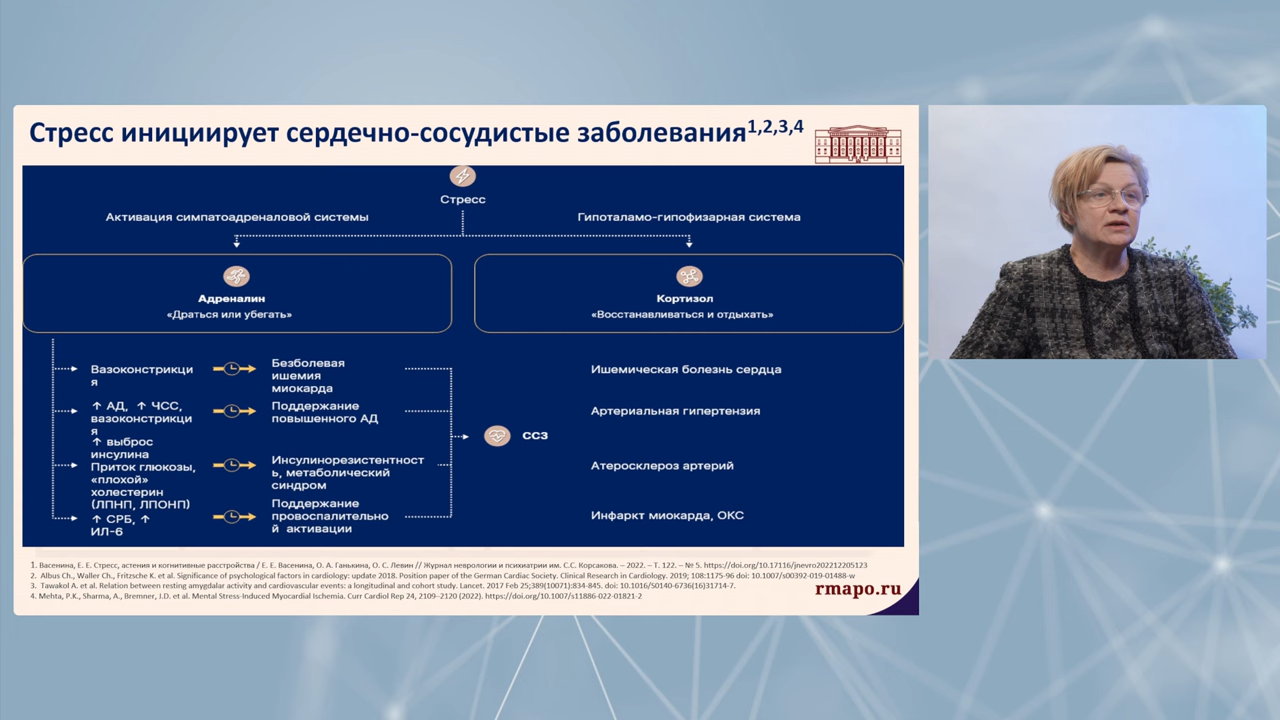 Стресс инициирует сердечно-сосудистые заболевания1,2,3,4
Стресс
Активация симпатоадреналовой системы
Гипоталамо-гипофизарная система
Адреналин
«Драться или убегать»
Кортизол
«Восстанавливаться и отдыхать»
Вазоконстрикци
я
Безболевая
ишемия
миокарда
Ишемическая болезнь сердца
↑ АД, ↑ ЧСС,
вазоконстрикци
я
Поддержание
повышенного АД
Артериальная гипертензия
ССЗ
↑ выброс
инсулина
Приток глюкозы,
«плохой»
холестерин
(ЛПНП, ЛПОНП)
Инсулинорезистентност
ь, метаболический
синдром
Атеросклероз артерий
↑ СРБ, ↑
ИЛ-6
Поддержание
провоспалительно
й активации
Инфаркт миокарда, ОКС
1. Васенина, Е. Е. Стресс, астения и когнитивные расстройства / Е. Е. Васенина, О. А. Ганькина, О. С. Левин // Журнал неврологии и психиатрии им. С.С. Корсакова. – 2022. – Т. 122. – № 5. https://doi.org/10.17116/jnevro202212205123
2. Albus Ch., Waller Ch., Fritzsche K. et al. Significance of psychological factors in cardiology: update 2018. Position paper of the German Cardiac Society. Clinical Research in Cardiology. 2019; 108:1175-96 doi: 10.1007/s00392-019-01488-w
3. Tawakol A. et al. Relation between resting amygdalar activity and cardiovascular events: a longitudinal and cohort study. Lancet. 2017 Feb 25;389(10071):834-845. doi: 10.1016/S0140-6736(16)31714-7.
4. Mehta, P.K., Sharma, A., Bremner, J.D. et al. Mental Stress-Induced Myocardial Ischemia. Curr Cardiol Rep 24, 2109–2120 (2022). https://doi.org/10.1007/s11886-022-01821-2
rmapo.ru